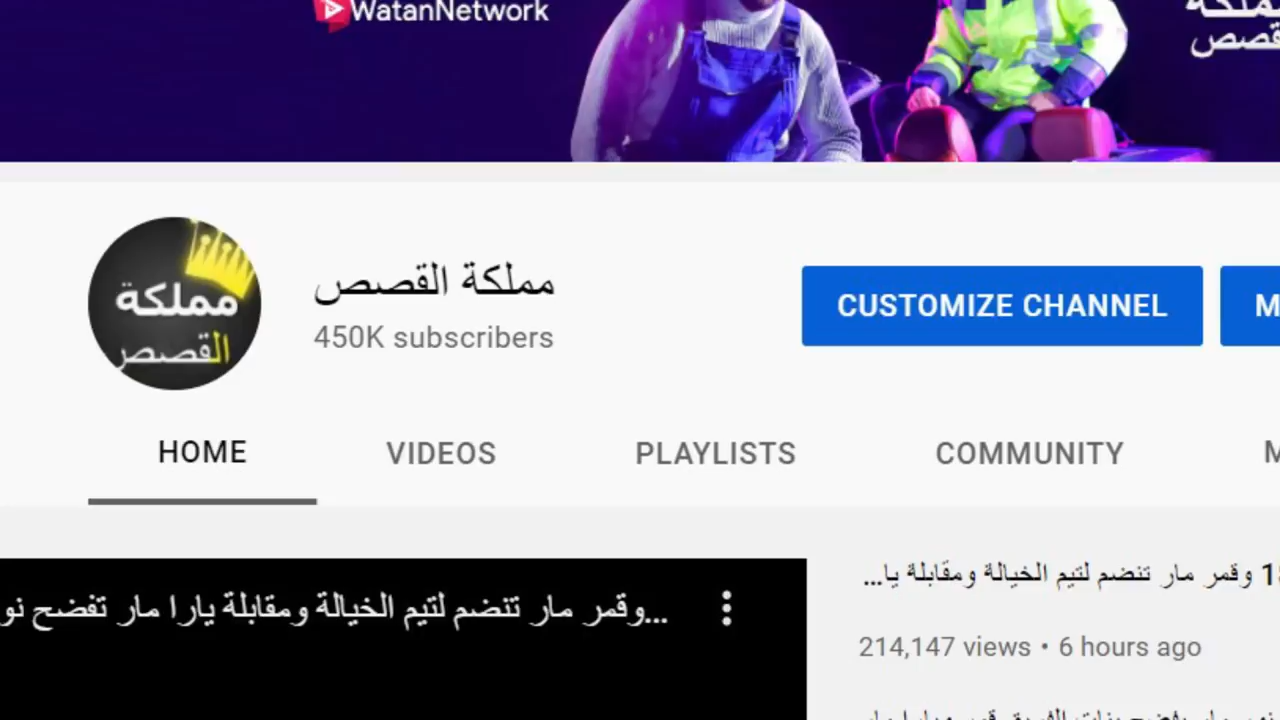 WatanNetwork
مملكة
القصص
مملكة
القصص
مملكة القصص
450K subscribers
CUSTOMIZE CHANNEL
HOME
VIDEOS
PLAYLISTS
COMMUNITY
وقمر مار تنضم لتيم الخيالة ومقابلة يارا مار تفضح نو...
وقمر مار تنضم لتيم الخيالة ومقابلة يا...
214,147 views • 6 hours ago